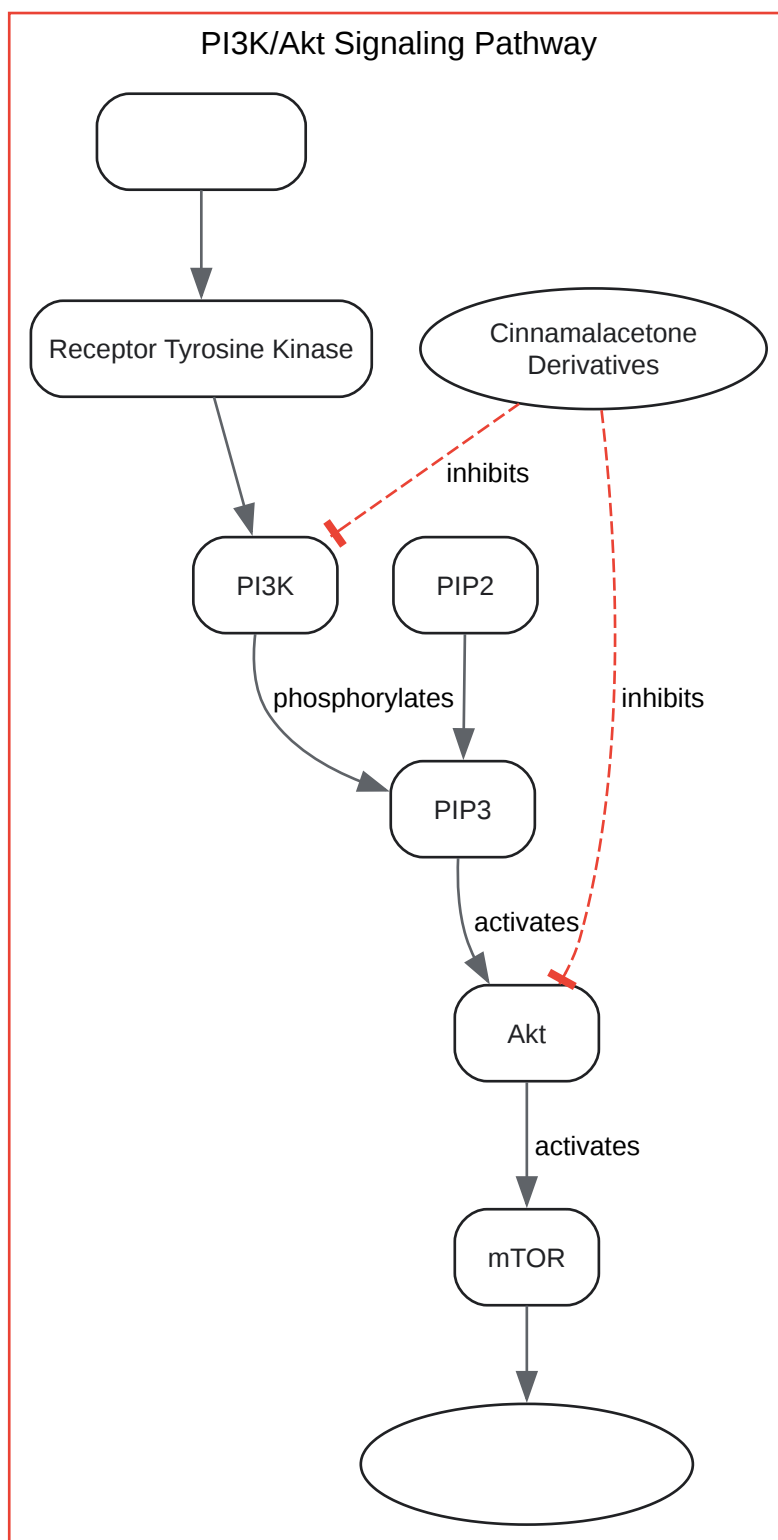 PI3K/Akt Signaling Pathway
Receptor Tyrosine Kinase
Cinnamalacetone
Derivatives
inhibits
PI3K
PIP2
phosphorylates
inhibits
PIP3
activates
Akt
activates
mTOR